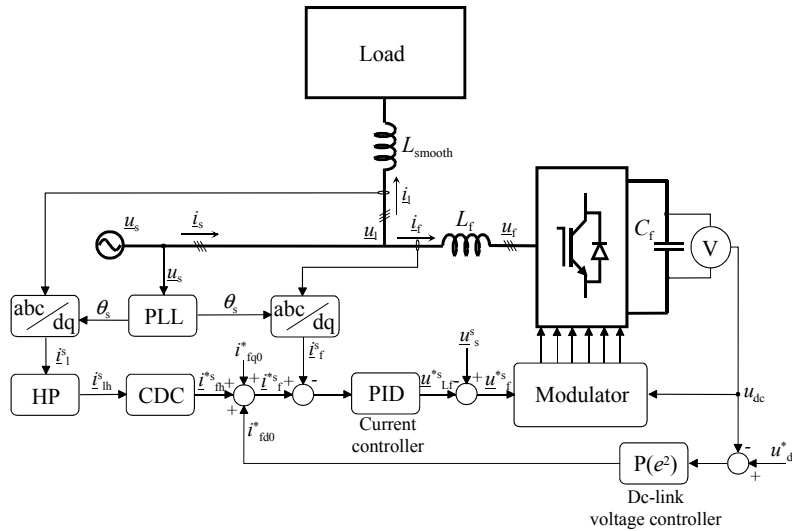 Load
L_smooth
i_l
u_s
i_s
u_l
i_f
L_f
u_f
C_f
V
u_s
abc
dq
θ_s
PLL
θ_s
abc
dq
i^s_l
i^*_fq0
i^s_f
u^s_s
HP
i^s_lh
CDC
i^*s_fh
+
+
+
i^*s_f
+
-
PID
u^*s_Lf
-
+
u^*s_f
Modulator
u_dc
Current
controller
i^*_fd0
P(e²)
-
+
u^*_d
Dc-link
voltage controller